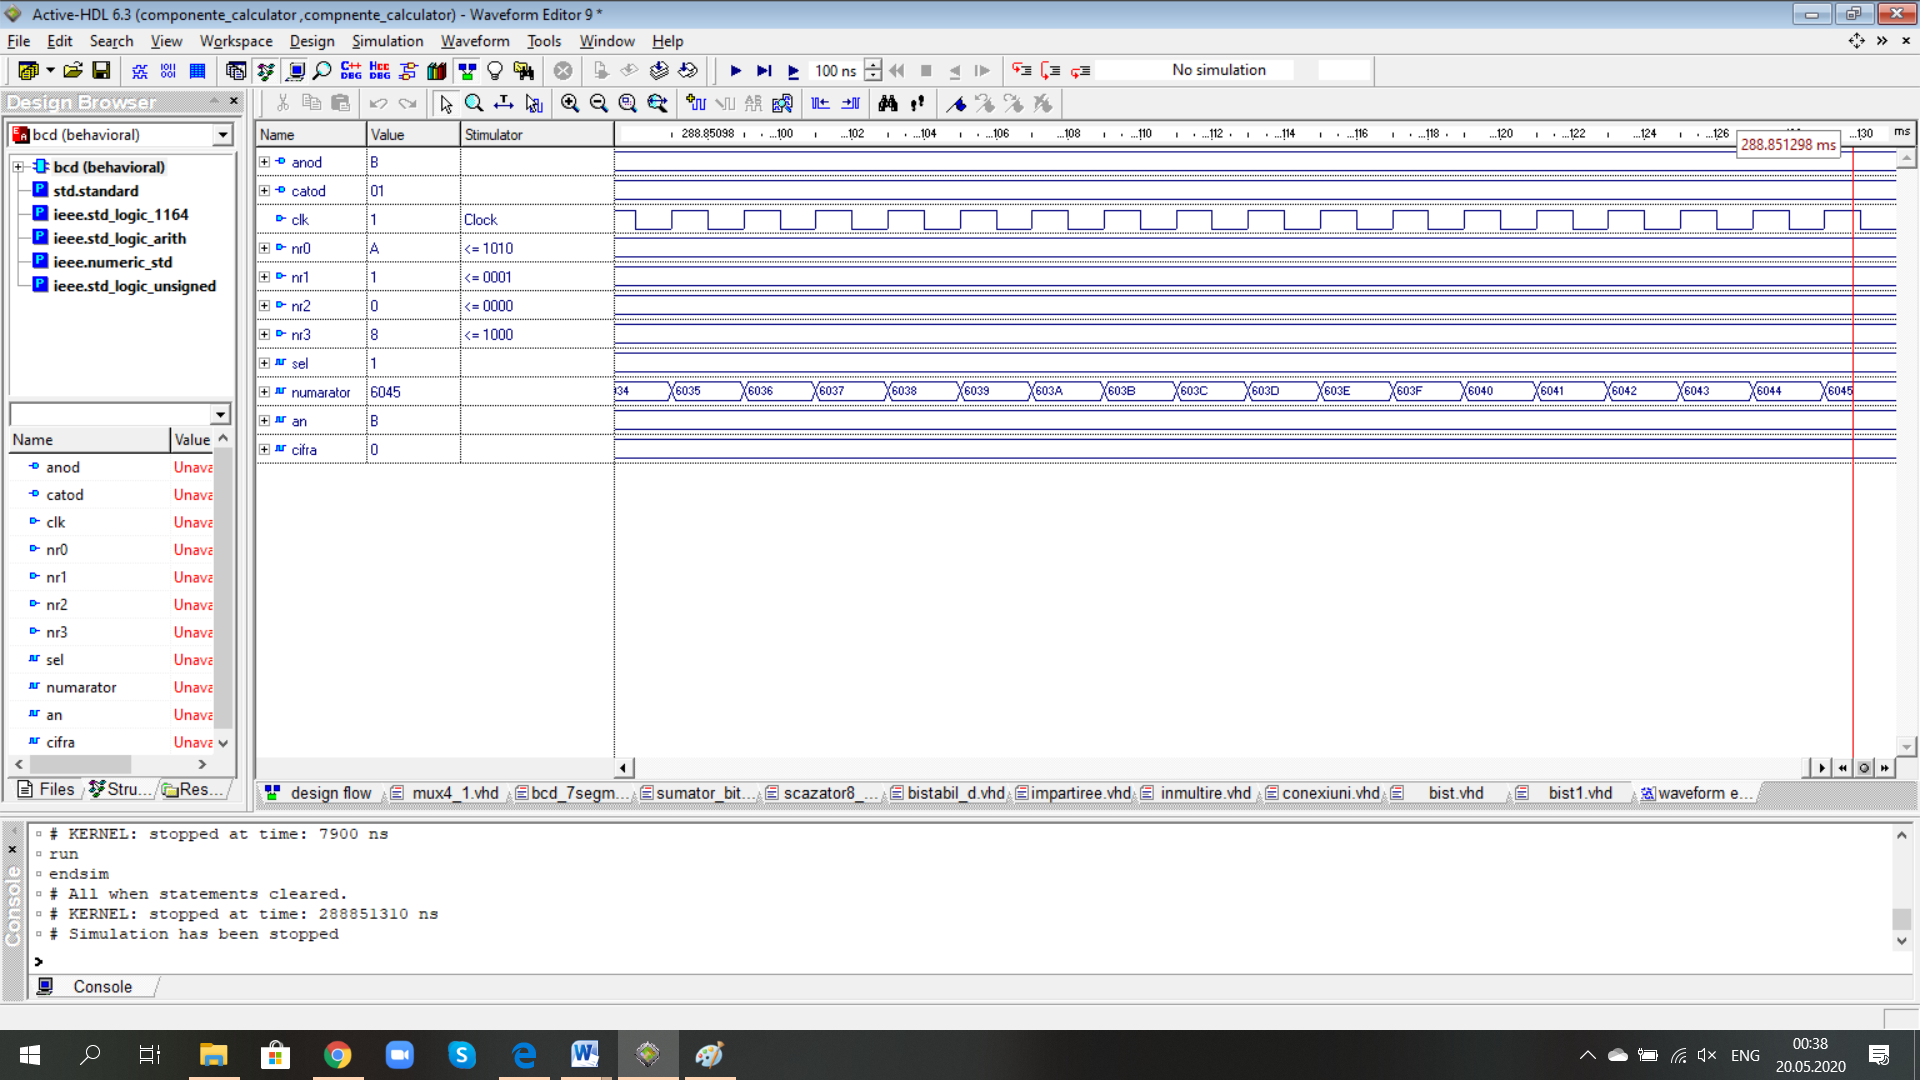 Active-HDL 6.3 (componente_calculator ,compnente_calculator) - Waveform Editor 9 *
File Edit Search View Workspace Design Simulation Waveform Tools Window Help
100 ns No simulation
Design Browser
bcd (behavioral)
bcd (behavioral)
std.standard
ieee.std_logic_1164
ieee.std_logic_arith
ieee.numeric_std
ieee.std_logic_unsigned
Name Value
anod Unava
catod Unava
clk Unava
nr0 Unava
nr1 Unava
nr2 Unava
nr3 Unava
sel Unava
numarator Unava
an Unava
cifra Unava
Files Stru... Res...
Name Value Stimulator 288.85098 ...100 ...102 ...104 ...106 ...108 ...110 ...112 ...114 ...116 ...118 ...120 ...122 ...124 ...126 ...130 ms
288.851298 ms
anod B
catod 01
clk 1 Clock
nr0 A <= 1010
nr1 1 <= 0001
nr2 0 <= 0000
nr3 8 <= 1000
sel 1
numarator 6045 34 6035 6036 6037 6038 6039 603A 603B 603C 603D 603E 603F 6040 6041 6042 6043 6044 6045
an B
cifra 0
design flow mux4_1.vhd bcd_7segm... sumator_bit... scazator8_... bistabil_d.vhd impartiree.vhd inmultire.vhd conexiuni.vhd bist.vhd bist1.vhd waveform e...
# KERNEL: stopped at time: 7900 ns
run
endsim
# All when statements cleared.
# KERNEL: stopped at time: 288851310 ns
# Simulation has been stopped
>
Console
Console
ENG
00:38
20.05.2020